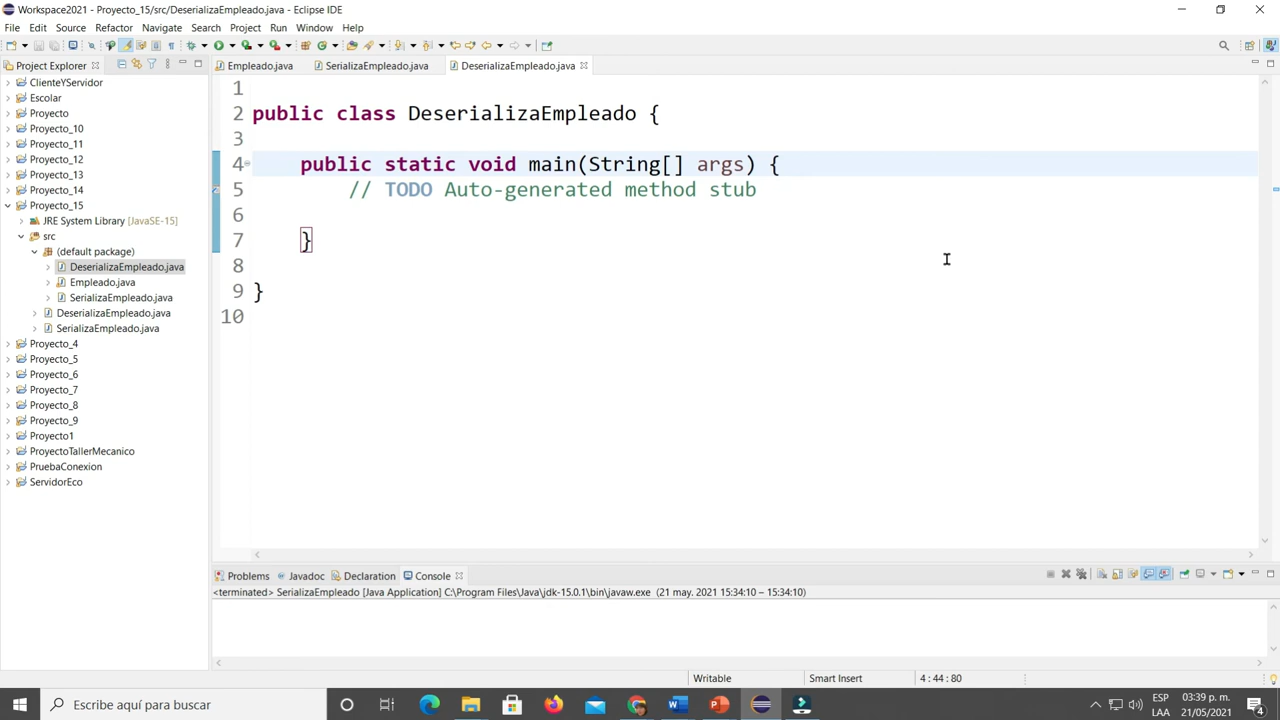 Workspace2021 - Proyecto_15/src/DeserializaEmpleado.java - Eclipse IDE
File Edit Source Refactor Navigate Search Project Run Window Help
Project Explorer
Empleado.java SerializaEmpleado.java DeserializaEmpleado.java
ClienteYServidor
Escolar
Proyecto
Proyecto_10
Proyecto_11
Proyecto_12
Proyecto_13
Proyecto_14
Proyecto_15
JRE System Library [JavaSE-15]
src
(default package)
DeserializaEmpleado.java
Empleado.java
SerializaEmpleado.java
DeserializaEmpleado.java
SerializaEmpleado.java
Proyecto_4
Proyecto_5
Proyecto_6
Proyecto_7
Proyecto_8
Proyecto_9
Proyecto1
ProyectoTallerMecanico
PruebaConexion
ServidorEco
1
2 public class DeserializaEmpleado {
3
4 public static void main(String[] args) {
5 // TODO Auto-generated method stub
6
7 }
8
9 }
10
Problems Javadoc Declaration Console
<terminated> SerializaEmpleado [Java Application] C:\Program Files\Java\jdk-15.0.1\bin\javaw.exe (21 may. 2021 15:34:10 – 15:34:10)
Writable Smart Insert 4 : 44 : 80
Escribe aquí para buscar
ESP
LAA
03:39 p. m.
21/05/2021
4